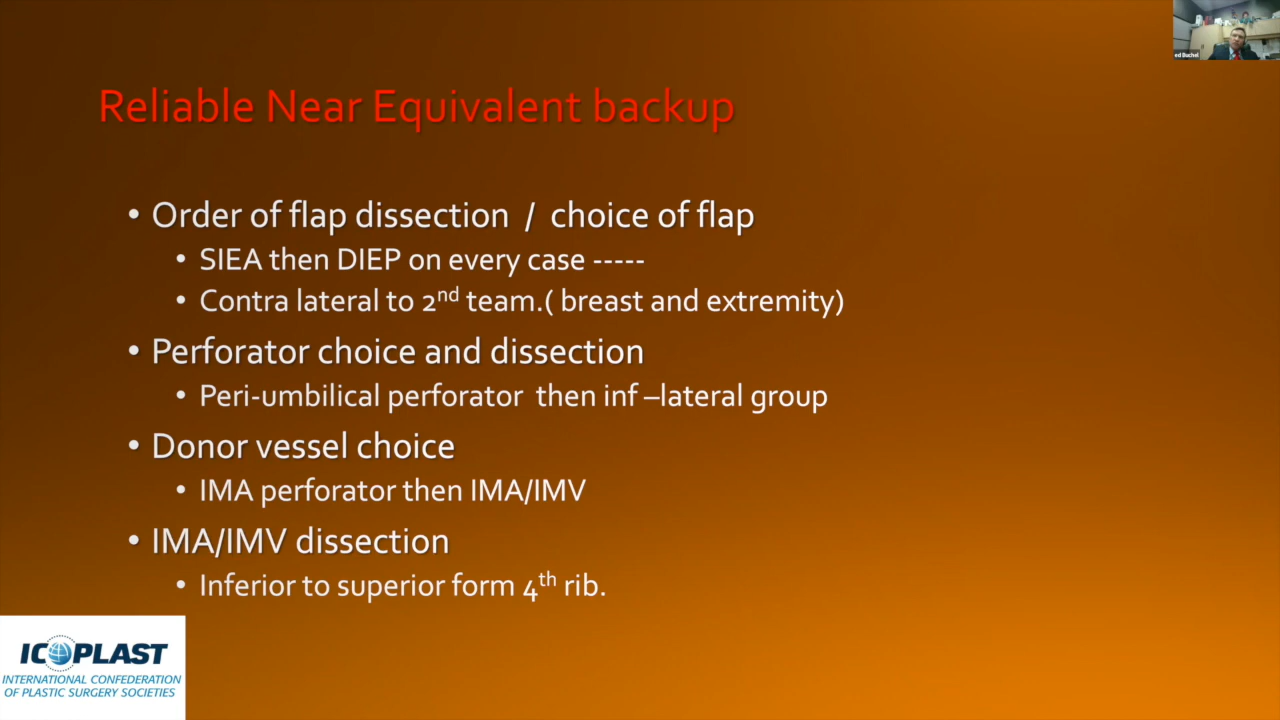 ed Buchel
Reliable Near Equivalent backup
• Order of flap dissection / choice of flap
• SIEA then DIEP on every case -----
• Contra lateral to 2nd team.( breast and extremity)
• Perforator choice and dissection
• Peri-umbilical perforator then inf –lateral group
• Donor vessel choice
• IMA perforator then IMA/IMV
• IMA/IMV dissection
• Inferior to superior form 4th rib.
ICOPLAST
INTERNATIONAL CONFEDERATION
OF PLASTIC SURGERY SOCIETIES